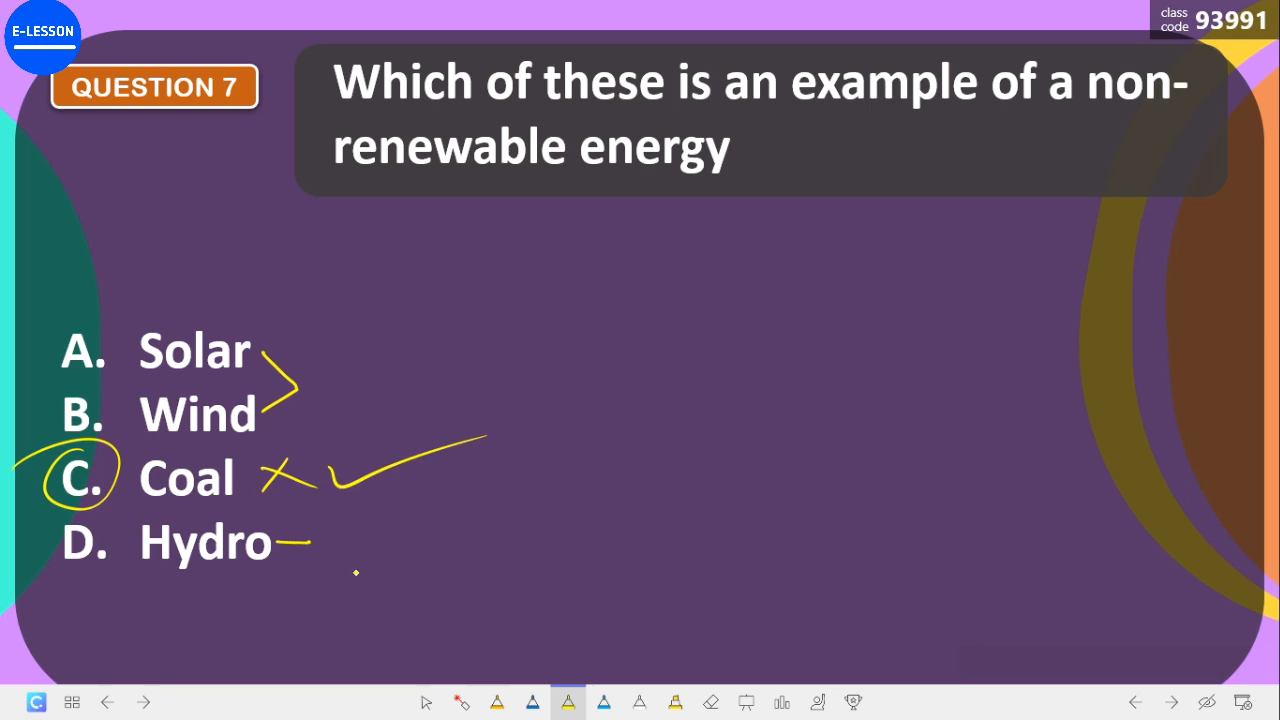 E-LESSON
class
code 93991
QUESTION 7
Which of these is an example of a non-
renewable energy
A. Solar
B. Wind
C. Coal
D. Hydro